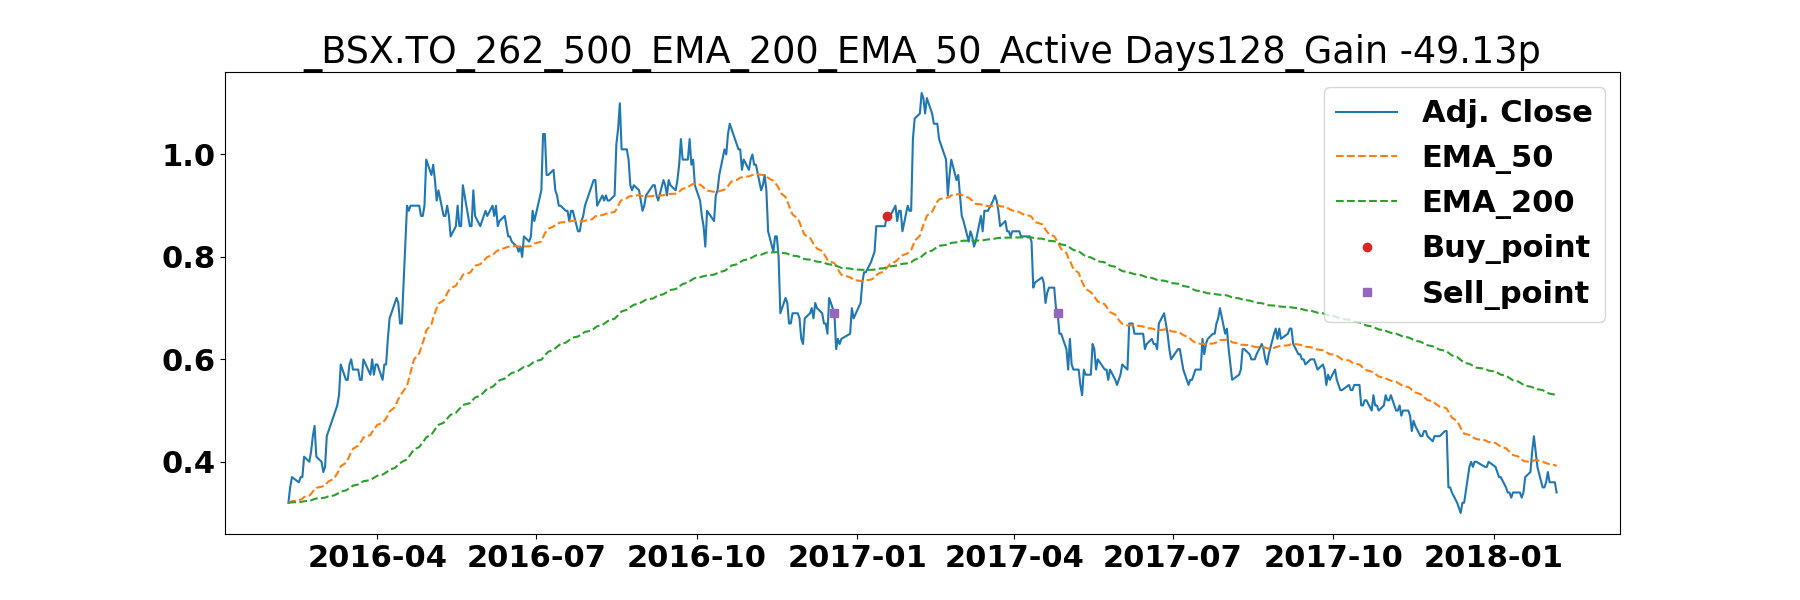 _BSX.TO_262_500_EMA_200_EMA_50_Active Days128_Gain -49.13p
Adj. Close
EMA_50
EMA_200
Buy_point
Sell_point
1.0
0.8
0.6
0.4
2016-04 2016-07 2016-10 2017-01 2017-04 2017-07 2017-10 2018-01